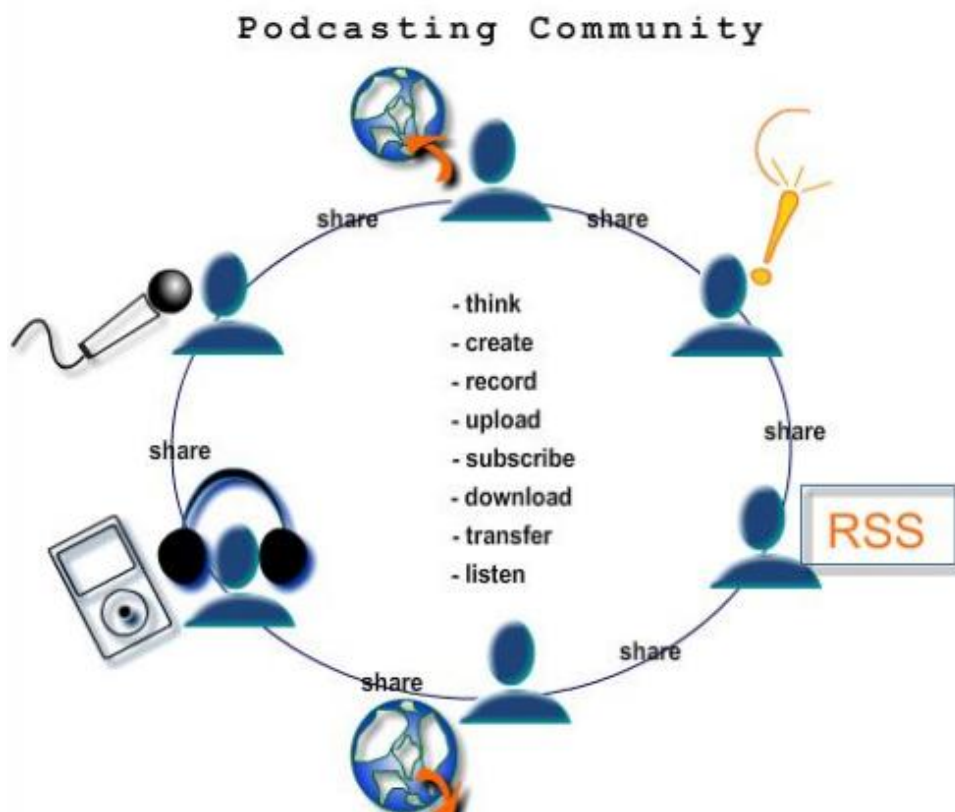 Podcasting Community
share
share
- think
- create
- record
- upload
- subscribe
- download
- transfer
- listen
share
share
RSS
share
share